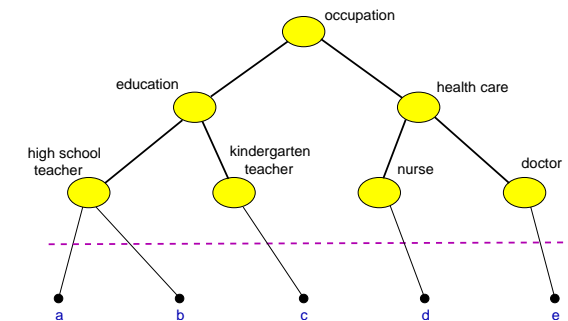 occupation
education
health care
high school
teacher
kindergarten
teacher
nurse
doctor
a
b
c
d
e